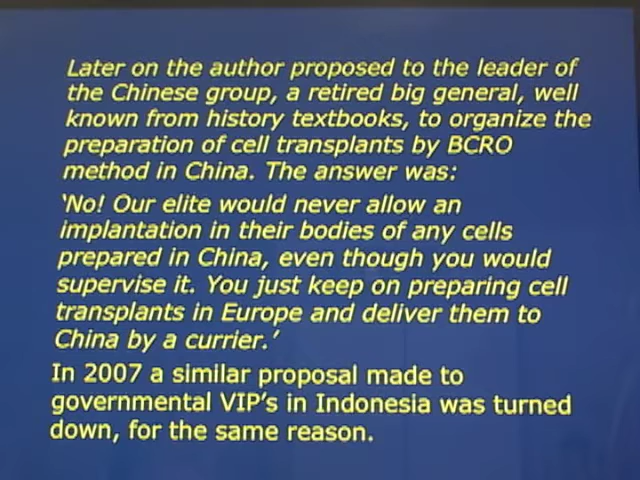 Later on the author proposed to the leader of
the Chinese group, a retired big general, well
known from history textbooks, to organize the
preparation of cell transplants by BCRO
method in China. The answer was:
‘No! Our elite would never allow an
implantation in their bodies of any cells
prepared in China, even though you would
supervise it. You just keep on preparing cell
transplants in Europe and deliver them to
China by a currier.’
In 2007 a similar proposal made to
governmental VIP’s in Indonesia was turned
down, for the same reason.